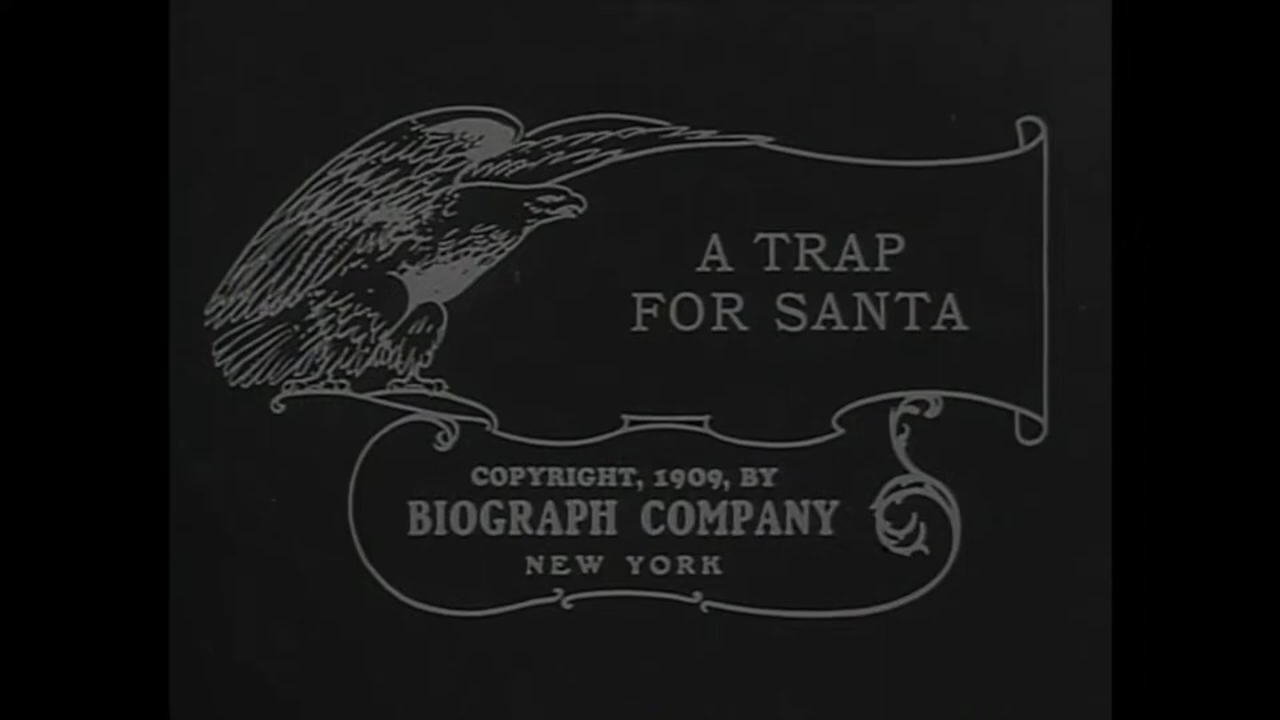 A TRAP
FOR SANTA
COPYRIGHT, 1909, BY
BIOGRAPH COMPANY
NEW YORK